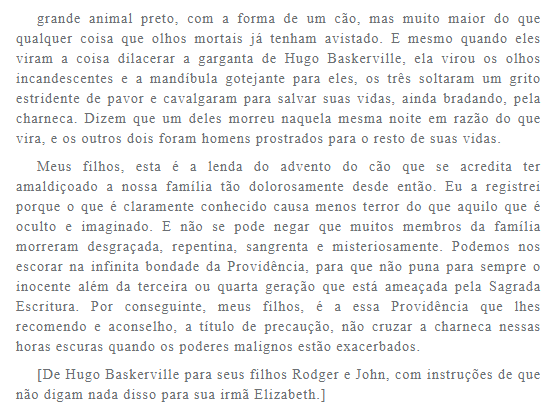 grande animal preto, com a forma de um cão, mas muito maior do que
qualquer coisa que olhos mortais já tenham avistado. E mesmo quando eles
viram a coisa dilacerar a garganta de Hugo Baskerville, ela virou os olhos
incandescentes e a mandíbula gotejante para eles, os três soltaram um grito
estridente de pavor e cavalgaram para salvar suas vidas, ainda bradando, pela
charneca. Dizem que um deles morreu naquela mesma noite em razão do que
vira, e os outros dois foram homens prostrados para o resto de suas vidas.
Meus filhos, esta é a lenda do advento do cão que se acredita ter
amaldiçoado a nossa família tão dolorosamente desde então. Eu a registrei
porque o que é claramente conhecido causa menos terror do que aquilo que é
oculto e imaginado. E não se pode negar que muitos membros da família
morreram desgraçada, repentina, sangrenta e misteriosamente. Podemos nos
escorar na infinita bondade da Providência, para que não puna para sempre o
inocente além da terceira ou quarta geração que está ameaçada pela Sagrada
Escritura. Por conseguinte, meus filhos, é a essa Providência que lhes
recomendo e aconselho, a título de precaução, não cruzar a charneca nessas
horas escuras quando os poderes malignos estão exacerbados.
[De Hugo Baskerville para seus filhos Rodger e John, com instruções de que
não digam nada disso para sua irmã Elizabeth.]